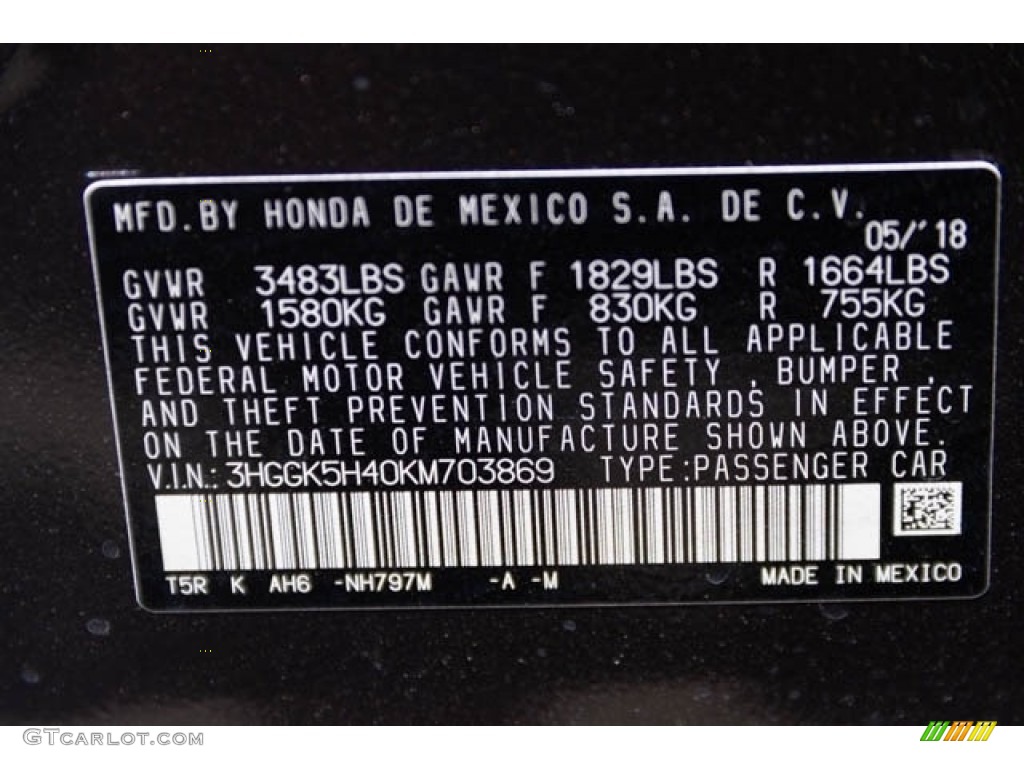 MFD.BY HONDA DE MEXICO S.A. DE C.V.
05/'18
GVWR 3483LBS GAWR F 1829LBS R 1664LBS
GVWR 1580KG GAWR F 830KG R 755KG
THIS VEHICLE CONFORMS TO ALL APPLICABLE
FEDERAL MOTOR VEHICLE SAFETY , BUMPER ,
AND THEFT PREVENTION STANDARDS IN EFFECT
ON THE DATE OF MANUFACTURE SHOWN ABOVE.
V.IN.: 3HGGK5H40KM703869 TYPE:PASSENGER CAR
T5R K AH6 -NH797M -A -M MADE IN MEXICO
GTCarLot.com